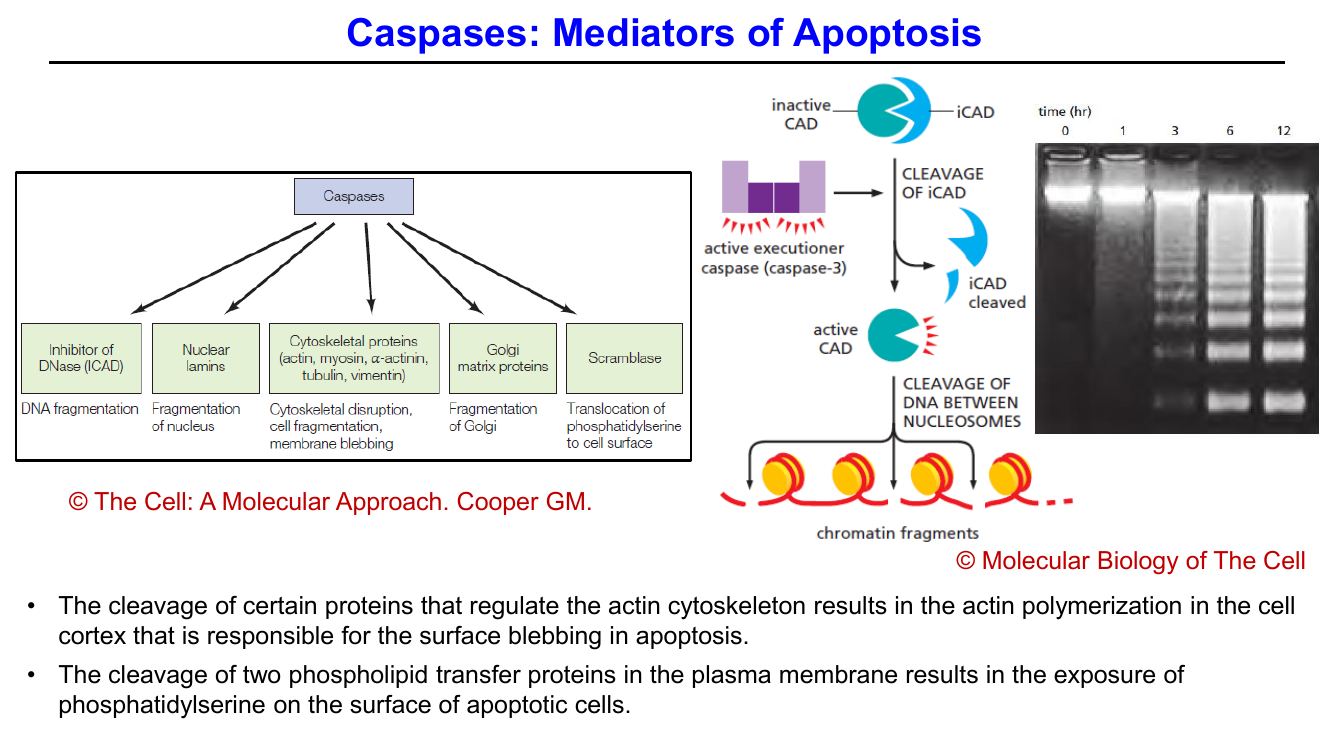 Caspases: Mediators of Apoptosis
Caspases
Inhibitor of
DNase (ICAD)
Nuclear
lamins
Cytoskeletal proteins
(actin, myosin, α-actinin,
tubulin, vimentin)
Golgi
matrix proteins
Scramblase
DNA fragmentation
Fragmentation
of nucleus
Cytoskeletal disruption,
cell fragmentation,
membrane blebbing
Fragmentation
of Golgi
Translocation of
phosphatidylserine
to cell surface
© The Cell: A Molecular Approach. Cooper GM.
inactive
CAD
iCAD
CLEAVAGE
OF iCAD
active executioner
caspase (caspase-3)
iCAD
cleaved
active
CAD
CLEAVAGE OF
DNA BETWEEN
NUCLEOSOMES
chromatin fragments
time (hr)
0 1 3 6 12
© Molecular Biology of The Cell
• The cleavage of certain proteins that regulate the actin cytoskeleton results in the actin polymerization in the cell
cortex that is responsible for the surface blebbing in apoptosis.
• The cleavage of two phospholipid transfer proteins in the plasma membrane results in the exposure of
phosphatidylserine on the surface of apoptotic cells.